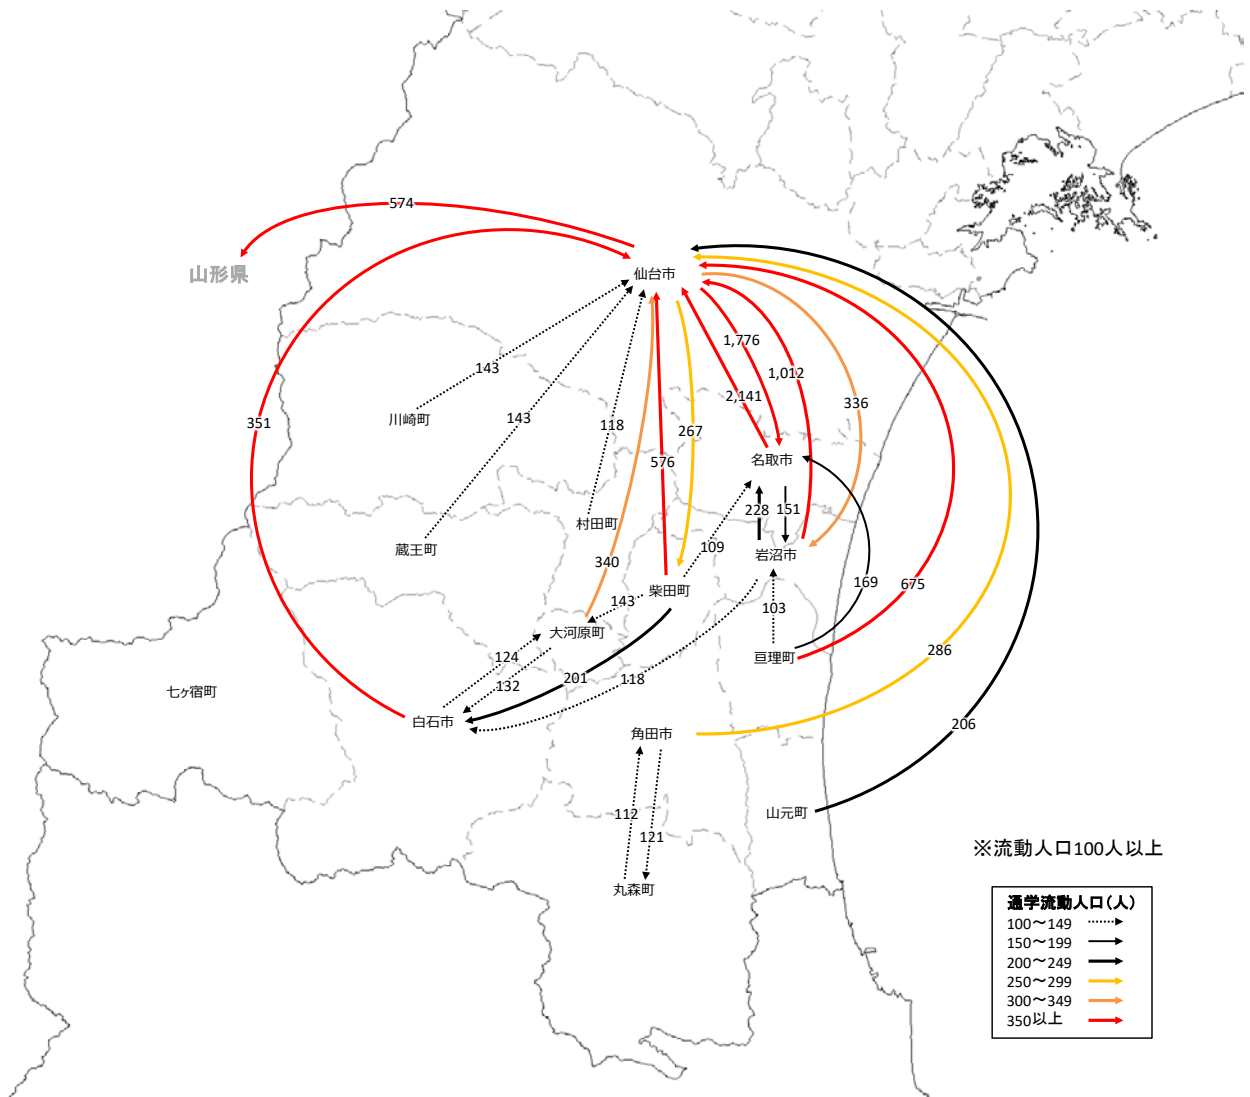 574
山形県
仙台市
1,776
143
1,012
2,141
336
川崎町
351
143
118
267
576
名取市
228
151
村田町
蔵王町
109
岩沼市
340
柴田町
169
675
143
103
大河原町
124
亘理町
286
201
118
132
七ヶ宿町
白石市
206
角田市
112
山元町
121
丸森町
※流動人口100人以上
通学流動人口(人)
100～149
150～199
200～249
250～299
300～349
350以上